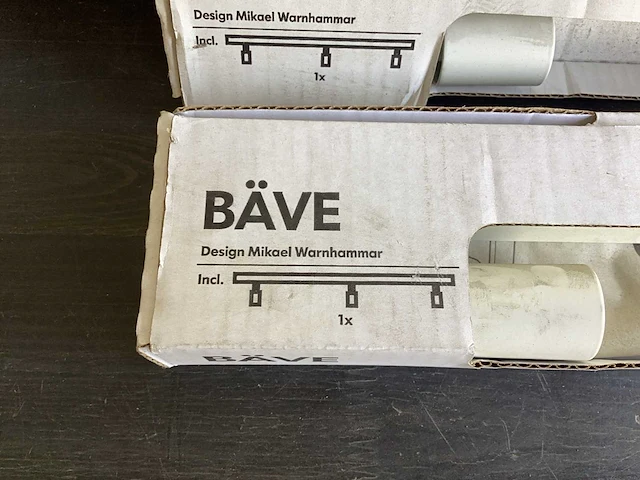 Design Mikael Warnhammar
Incl.
1x
BÄVE
Design Mikael Warnhammar
Incl.
1x
BÄVE